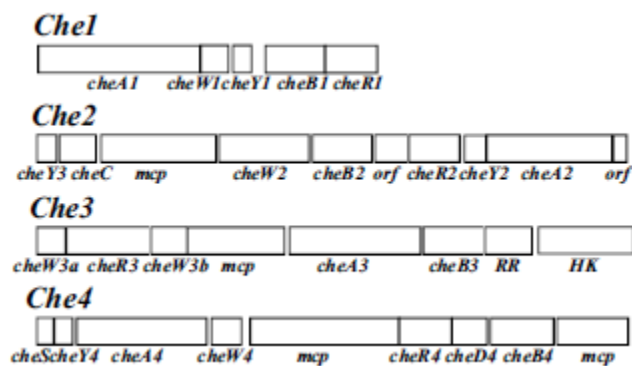 Che1
cheA1 cheW1 cheY1 cheB1 cheR1
Che2
cheY3 cheC mcp cheW2 cheB2 orf cheR2 cheY2 cheA2 orf
Che3
cheW3a cheR3 cheW3b mcp cheA3 cheB3 RR HK
Che4
cheS cheY4 cheA4 cheW4 mcp cheR4 cheD4 cheB4 mcp